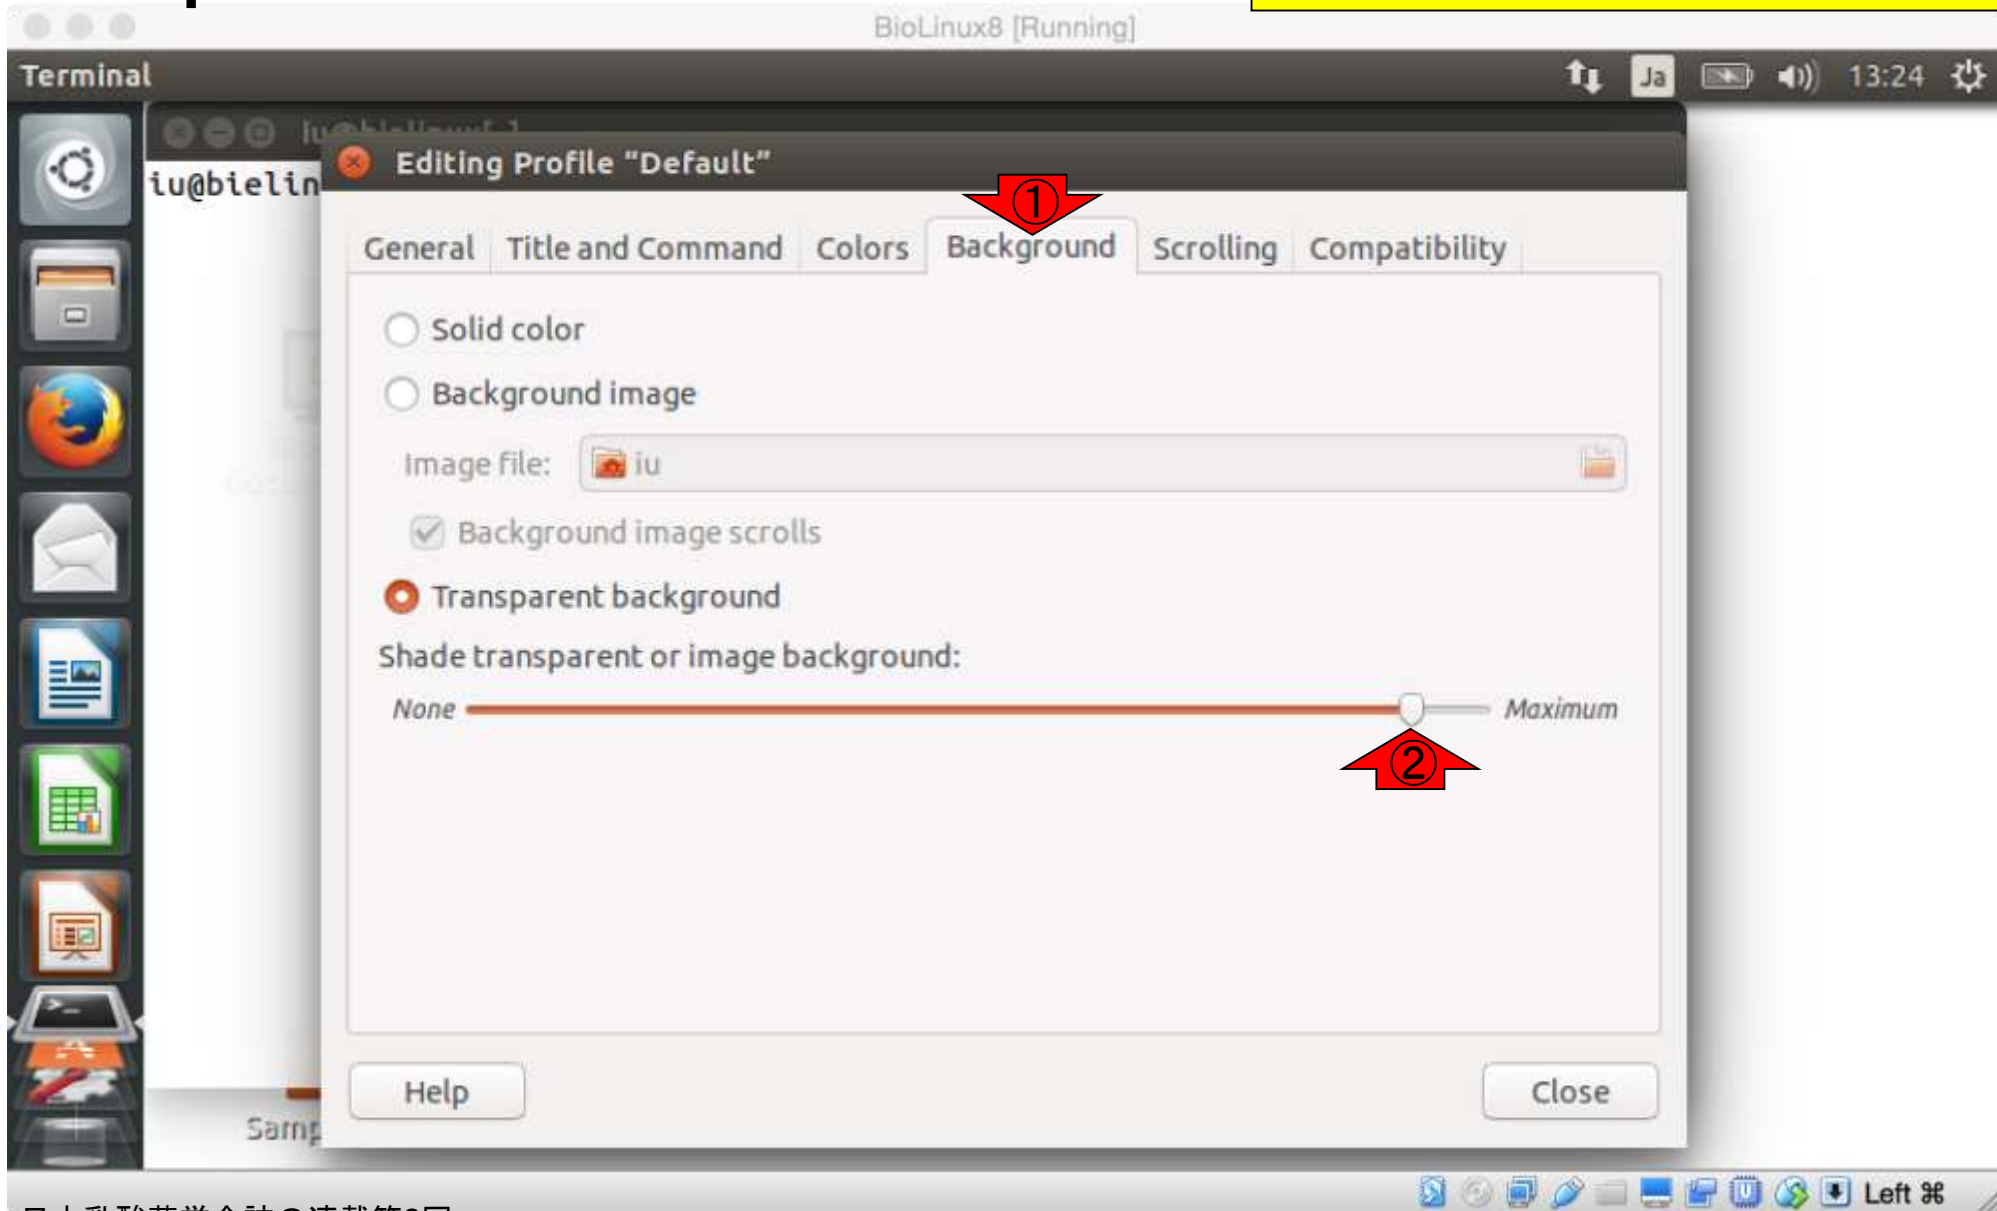 BioLinux8 [Running]
Terminal
Ja
13:24
Editing Profile "Default"
iu@bielin
①
General Title and Command Colors Background Scrolling Compatibility
Solid color
Background image
Image file: iu
Background image scrolls
Transparent background
Shade transparent or image background:
None Maximum
②
Help Close
Samp
Left ⌘